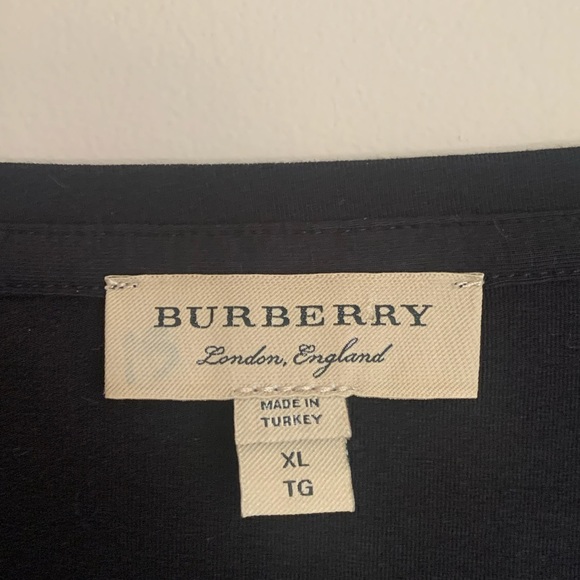 BURBERRY
London, England
MADE IN
TURKEY
XL
TG